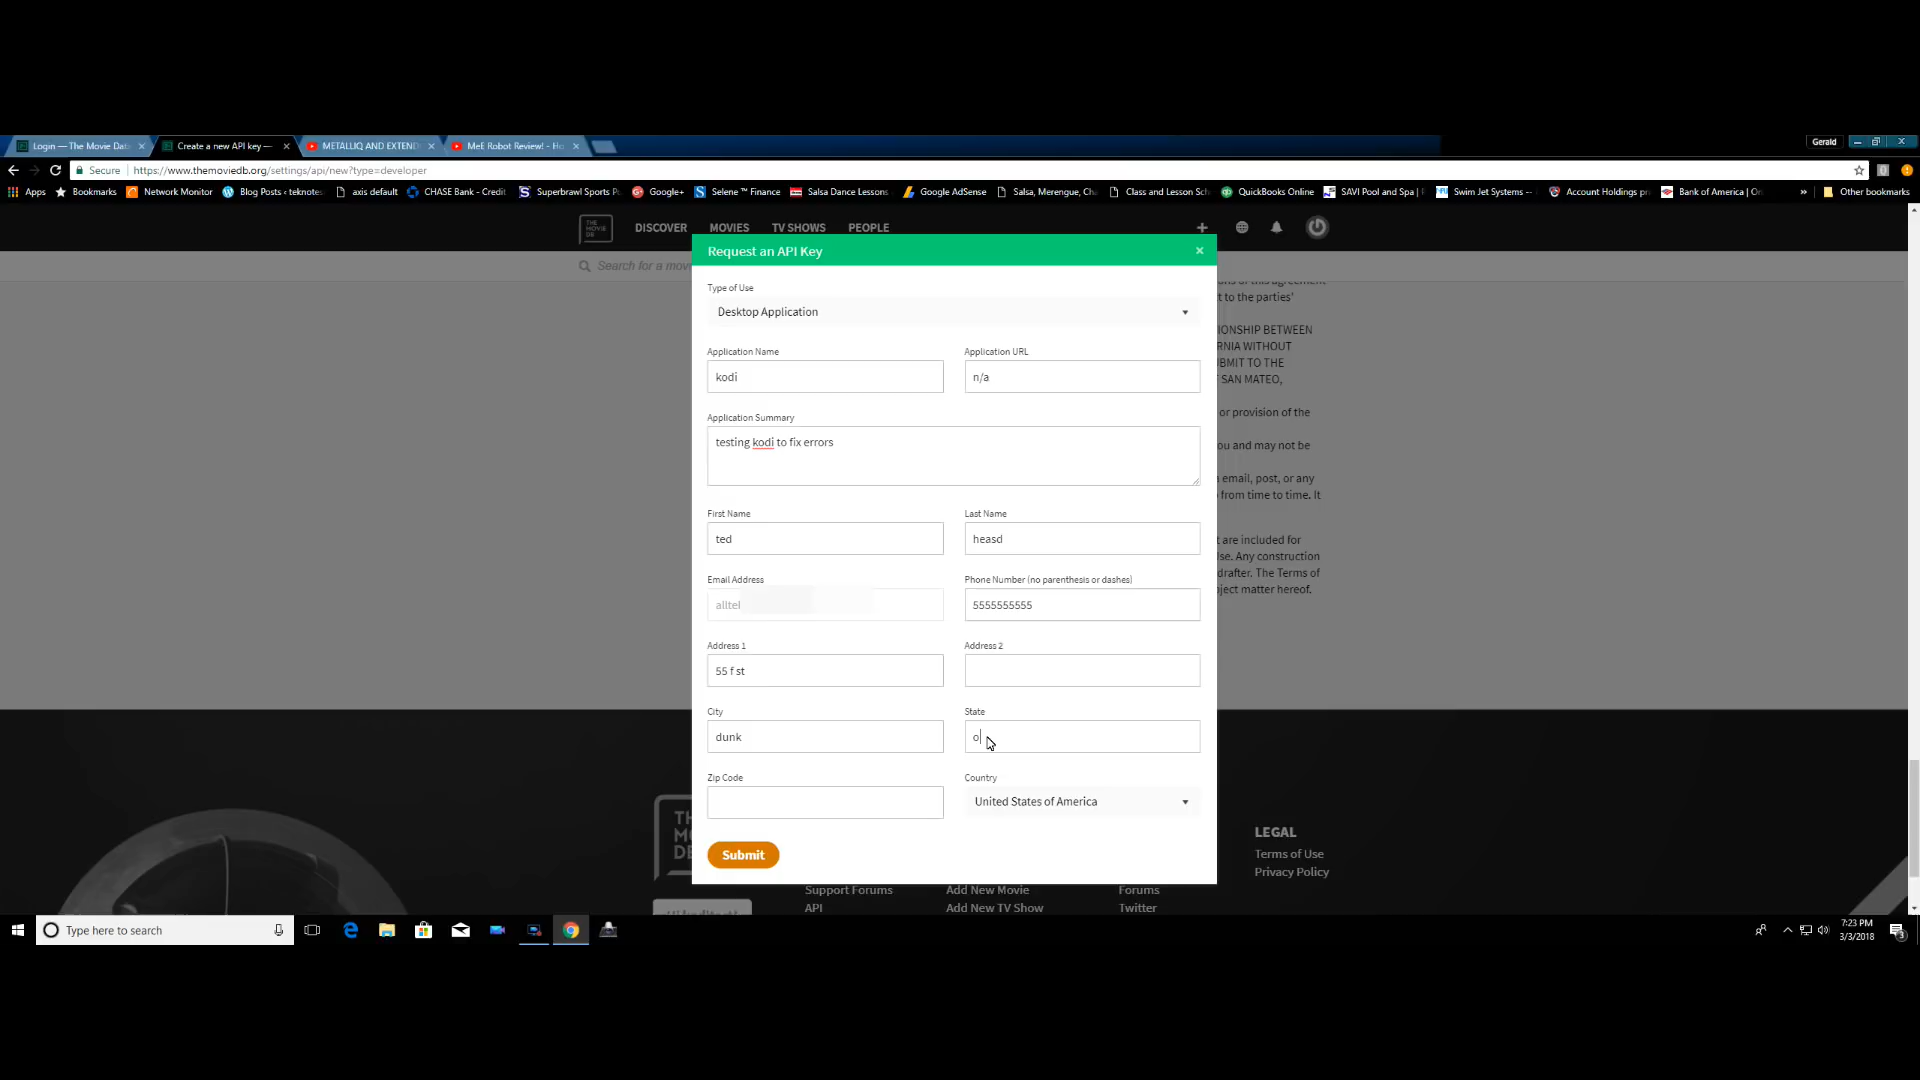 Login — The Movie Dat
Create a new API key —
METALLIQ AND EXTEND
MeE Robot Review! - Ho
Gerald
Secure
https://www.themoviedb.org/settings/api/new?type=developer
Apps
Bookmarks
Network Monitor
Blog Posts ‹ teknotes
axis default
CHASE Bank - Credit
Superbrawl Sports P
Google+
Selene ™ Finance
Salsa Dance Lessons
Google AdSense
Salsa, Merengue, Ch
Class and Lesson Sch
QuickBooks Online
SAVI Pool and Spa | F
Swim Jet Systems --
Account Holdings pr
Bank of America | On
»
Other bookmarks
THE MOVIE DB
DISCOVER
MOVIES
TV SHOWS
PEOPLE
Search for a mov
Request an API Key
×
Type of Use
Desktop Application
Application Name
Application URL
kodi
n/a
Application Summary
testing kodi to fix errors
First Name
Last Name
ted
heasd
Email Address
Phone Number (no parenthesis or dashes)
alltel
5555555555
Address 1
Address 2
55 f st
City
State
dunk
o
Zip Code
Country
United States of America
Submit
t to the parties'
IONSHIP BETWEEN
RNIA WITHOUT
BMIT TO THE
F SAN MATEO,
or provision of the
ou and may not be
email, post, or any
from time to time. It
t are included for
se. Any construction
drafter. The Terms of
bject matter hereof.
TH
M
DE
Support Forums
API
Add New Movie
Add New TV Show
Forums
Twitter
LEGAL
Terms of Use
Privacy Policy
Type here to search
7:23 PM
3/3/2018
3